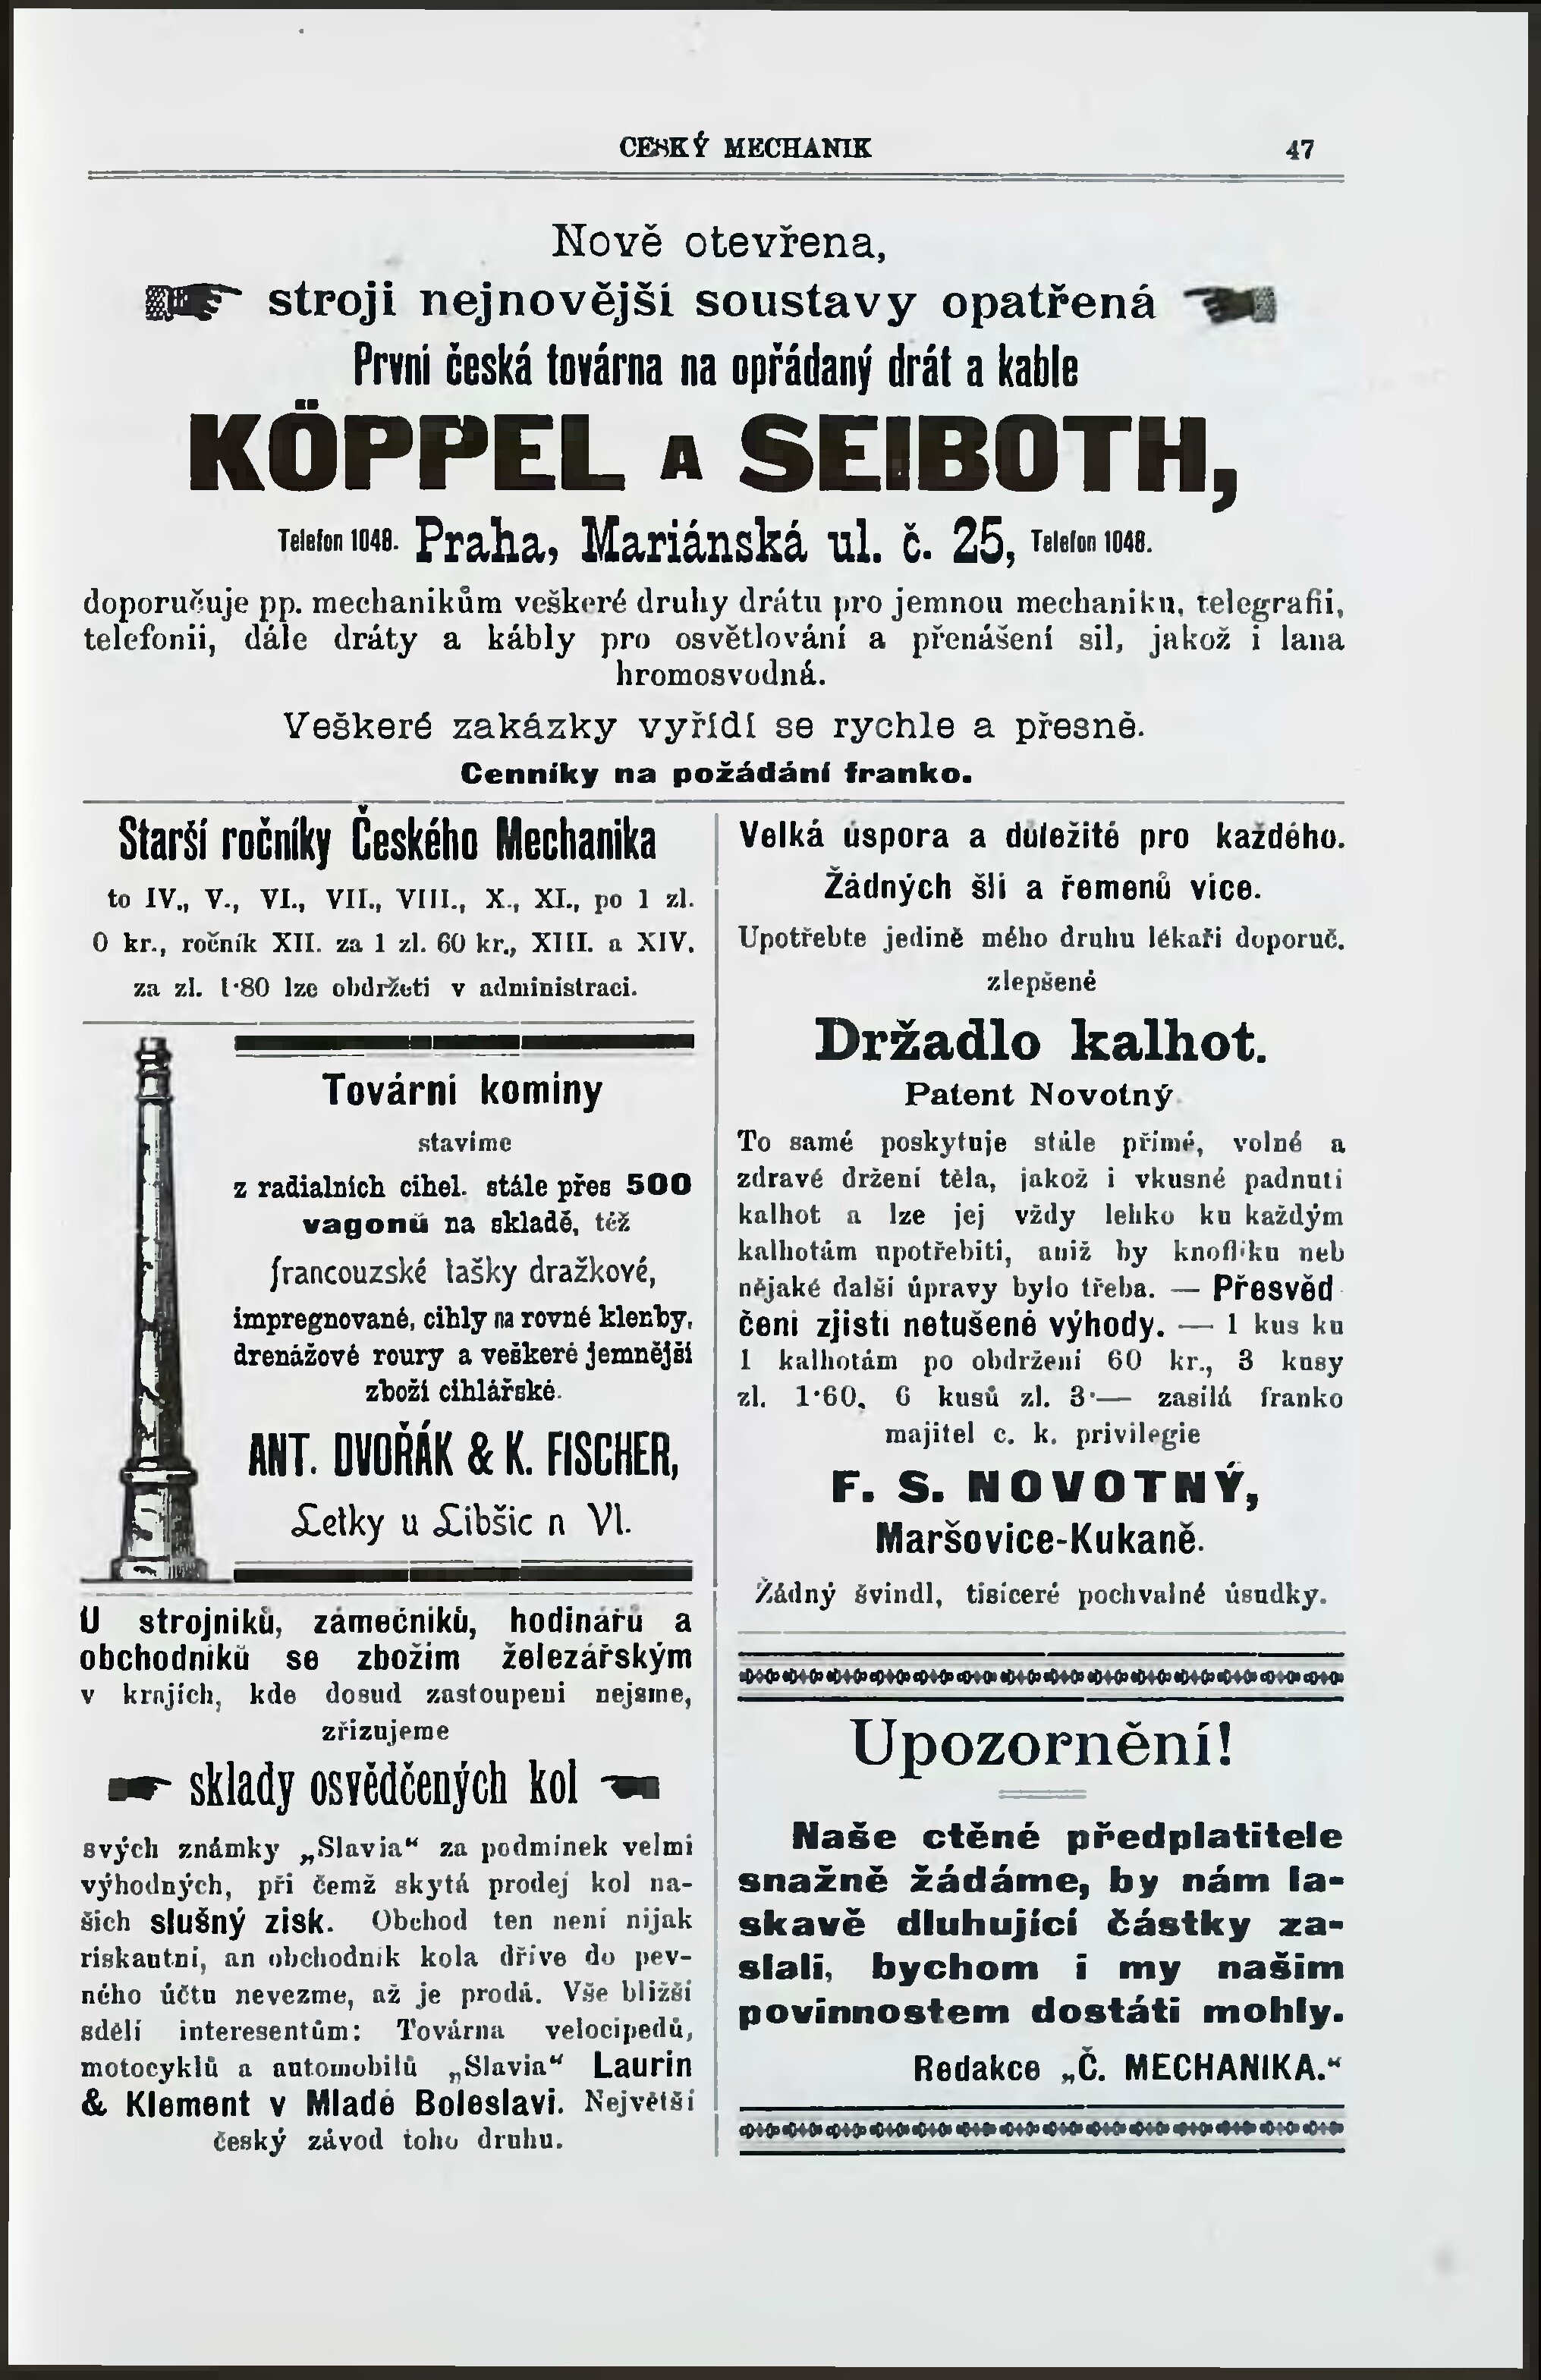 CESKÝ MECHANIK 47
Nově otevřena,
stroji nejnovější soustavy opatřená
První česká továrna na opřádaný drát a kable
KÖPPEL A SEIBOTH,
Telefon 1048. Praha, Mariánská ul. č. 25, Telefon 1048.
doporučuje pp. mechanikům veškeré druhy drátu pro jemnou mechaniku, telegrafii,
telefonii, dále dráty a kábly pro osvětlování a přenášení sil, jakož i lana
hromosvodná.
Veškeré zakázky vyřídí se rychle a přesně.
Cenníky na požádání franko.
Starší ročníky Českého Mechanika
to IV., V., VI., VII., VIII., X., XI., po 1 zl.
0 kr., ročník XII. za 1 zl. 60 kr., XIII. a XIV.
za zl. 1·80 lze obdržeti v administraci.
Tovární komíny
stavíme
z radialních cihel. stále přes 500
vagonů na skladě, též
francouzské tašky dražkové,
impregnované, cihly na rovné klenby,
drenážové roury a veškeré jemnější
zboží cihlářské.
ANT. DVOŘÁK & K. FISCHER,
Letky u Libšic n Vl.
U strojníků, zámečníků, hodinářů a
obchodníků se zbožím železářským
v krajích, kde dosud zastoupeni nejsme,
zřizujeme
sklady osvědčených kol
svých známky „Slavia“ za podmínek velmi
výhodných, při čemž skytá prodej kol na-
šich slušný zisk. Obchod ten není nijak
riskantní, an obchodník kola dříve do pev-
ného účtu nevezme, až je prodá. Vše bližší
sdělí interesentům: Továrna velocipedů,
motocyklů a automobilů „Slavia“ Laurin
& Klement v Mladé Boleslavi. Největší
český závod toho druhu.
Velká úspora a důležité pro každého.
Žádných šlí a řemenů více.
Upotřebte jedině mého druhu lékaři doporuč.
zlepšené
Držadlo kalhot.
Patent Novotný
To samé poskytuje stále přímé, volné a
zdravé držení těla, jakož i vkusné padnutí
kalhot a lze jej vždy lehko ku každým
kalhotám upotřebiti, aniž by knoflíku neb
nějaké další úpravy bylo třeba. — Přesvěd
čení zjistí netušené výhody. — 1 kus ku
1 kalhotám po obdržení 60 kr., 3 kusy
zl. 1·60, 6 kusů zl. 3·— zasílá franko
majitel c. k. privilegie
F. S. NOVOTNÝ,
Maršovice-Kukaně.
Žádný švindl, tisíceré pochvalné úsudky.
Upozornění!
Naše ctěné předplatitele
snažně žádáme, by nám la-
skavě dluhující částky za-
slali, bychom i my našim
povinnostem dostáti mohly.
Redakce „Č. MECHANIKA.“